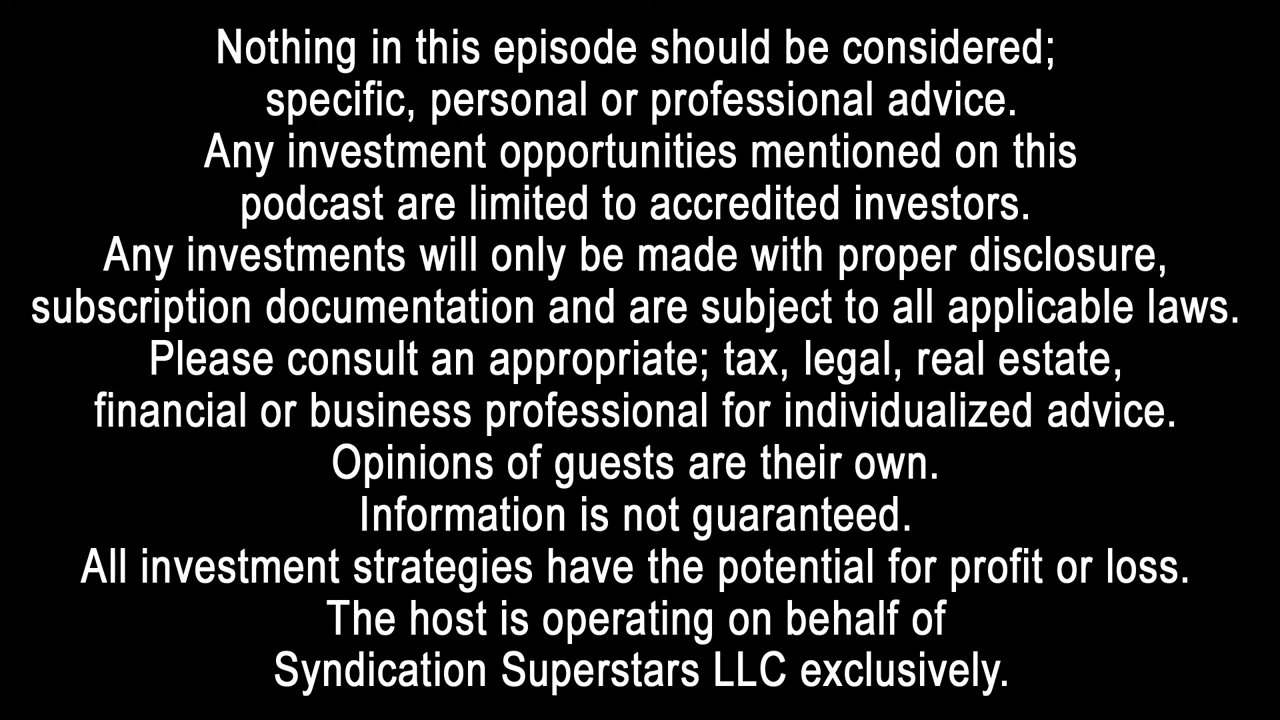 Nothing in this episode should be considered;
specific, personal or professional advice.
Any investment opportunities mentioned on this
podcast are limited to accredited investors.
Any investments will only be made with proper disclosure,
subscription documentation and are subject to all applicable laws.
Please consult an appropriate; tax, legal, real estate,
financial or business professional for individualized advice.
Opinions of guests are their own.
Information is not guaranteed.
All investment strategies have the potential for profit or loss.
The host is operating on behalf of
Syndication Superstars LLC exclusively.